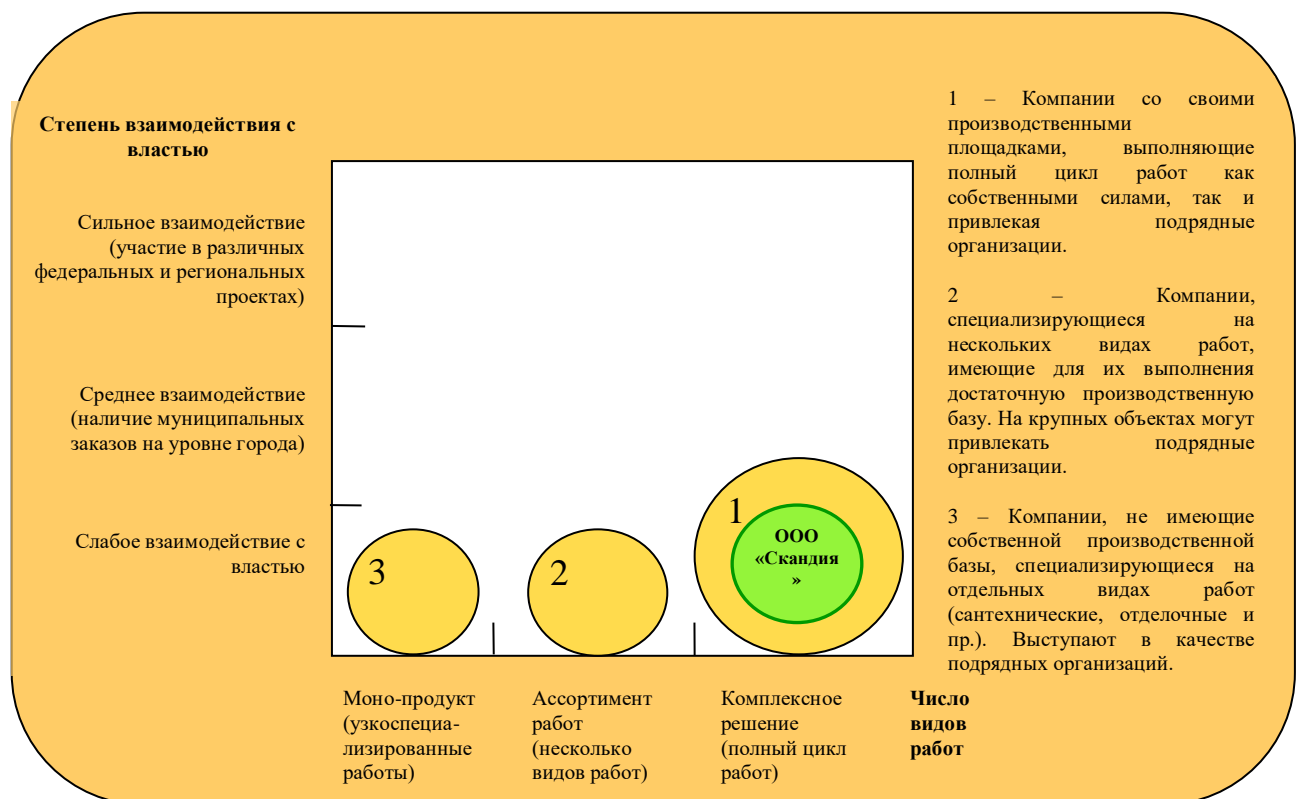 Степень взаимодействия с
властью
Сильное взаимодействие
(участие в различных
федеральных и региональных
проектах)
Среднее взаимодействие
(наличие муниципальных
заказов на уровне города)
Слабое взаимодействие с
властью
3
2
1
ООО
«Скандия
»
Моно-продукт
(узкоспециа-
лизированные
работы)
Ассортимент
работ
(несколько
видов работ)
Комплексное
решение
(полный цикл
работ)
Число
видов
работ
1 – Компании со своими
производственными
площадками, выполняющие
полный цикл работ как
собственными силами, так и
привлекая подрядные
организации.
2 – Компании,
специализирующиеся на
нескольких видах работ,
имеющие для их выполнения
достаточную производственную
базу. На крупных объектах могут
привлекать подрядные
организации.
3 – Компании, не имеющие
собственной производственной
базы, специализирующиеся на
отдельных видах работ
(сантехнические, отделочные и
пр.). Выступают в качестве
подрядных организаций.